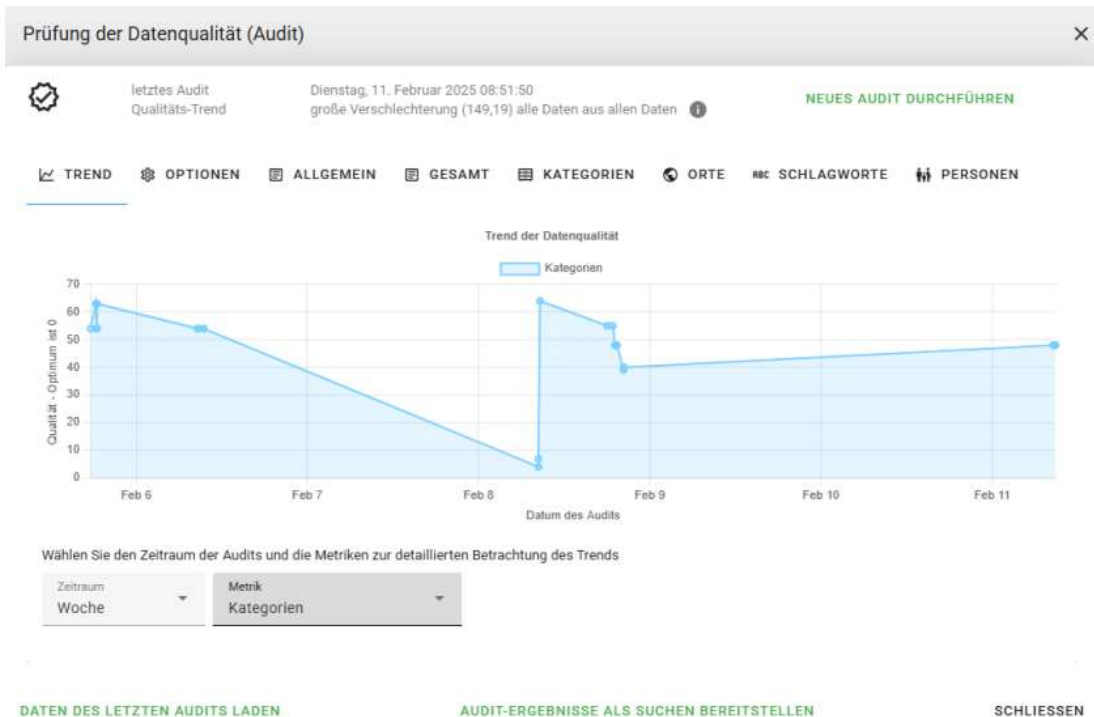 Prüfung der Datenqualität (Audit)
letztes Audit Dienstag, 11. Februar 2025 08:51:50
Qualitäts-Trend große Verschlechterung (149,19) alle Daten aus allen Daten
NEUES AUDIT DURCHFÜHREN
TREND OPTIONEN ALLGEMEIN GESAMT KATEGORIEN ORTE ABC SCHLAGWORTE PERSONEN
Trend der Datenqualität
Kategorien
Qualität - Optimum ist 0
70
60
50
40
30
20
10
0
Feb 6 Feb 7 Feb 8 Feb 9 Feb 10 Feb 11
Datum des Audits
Wählen Sie den Zeitraum der Audits und die Metriken zur detaillierten Betrachtung des Trends
Zeitraum Metrik
Woche Kategorien
DATEN DES LETZTEN AUDITS LADEN AUDIT-ERGEBNISSE ALS SUCHEN BEREITSTELLEN SCHLIESSEN